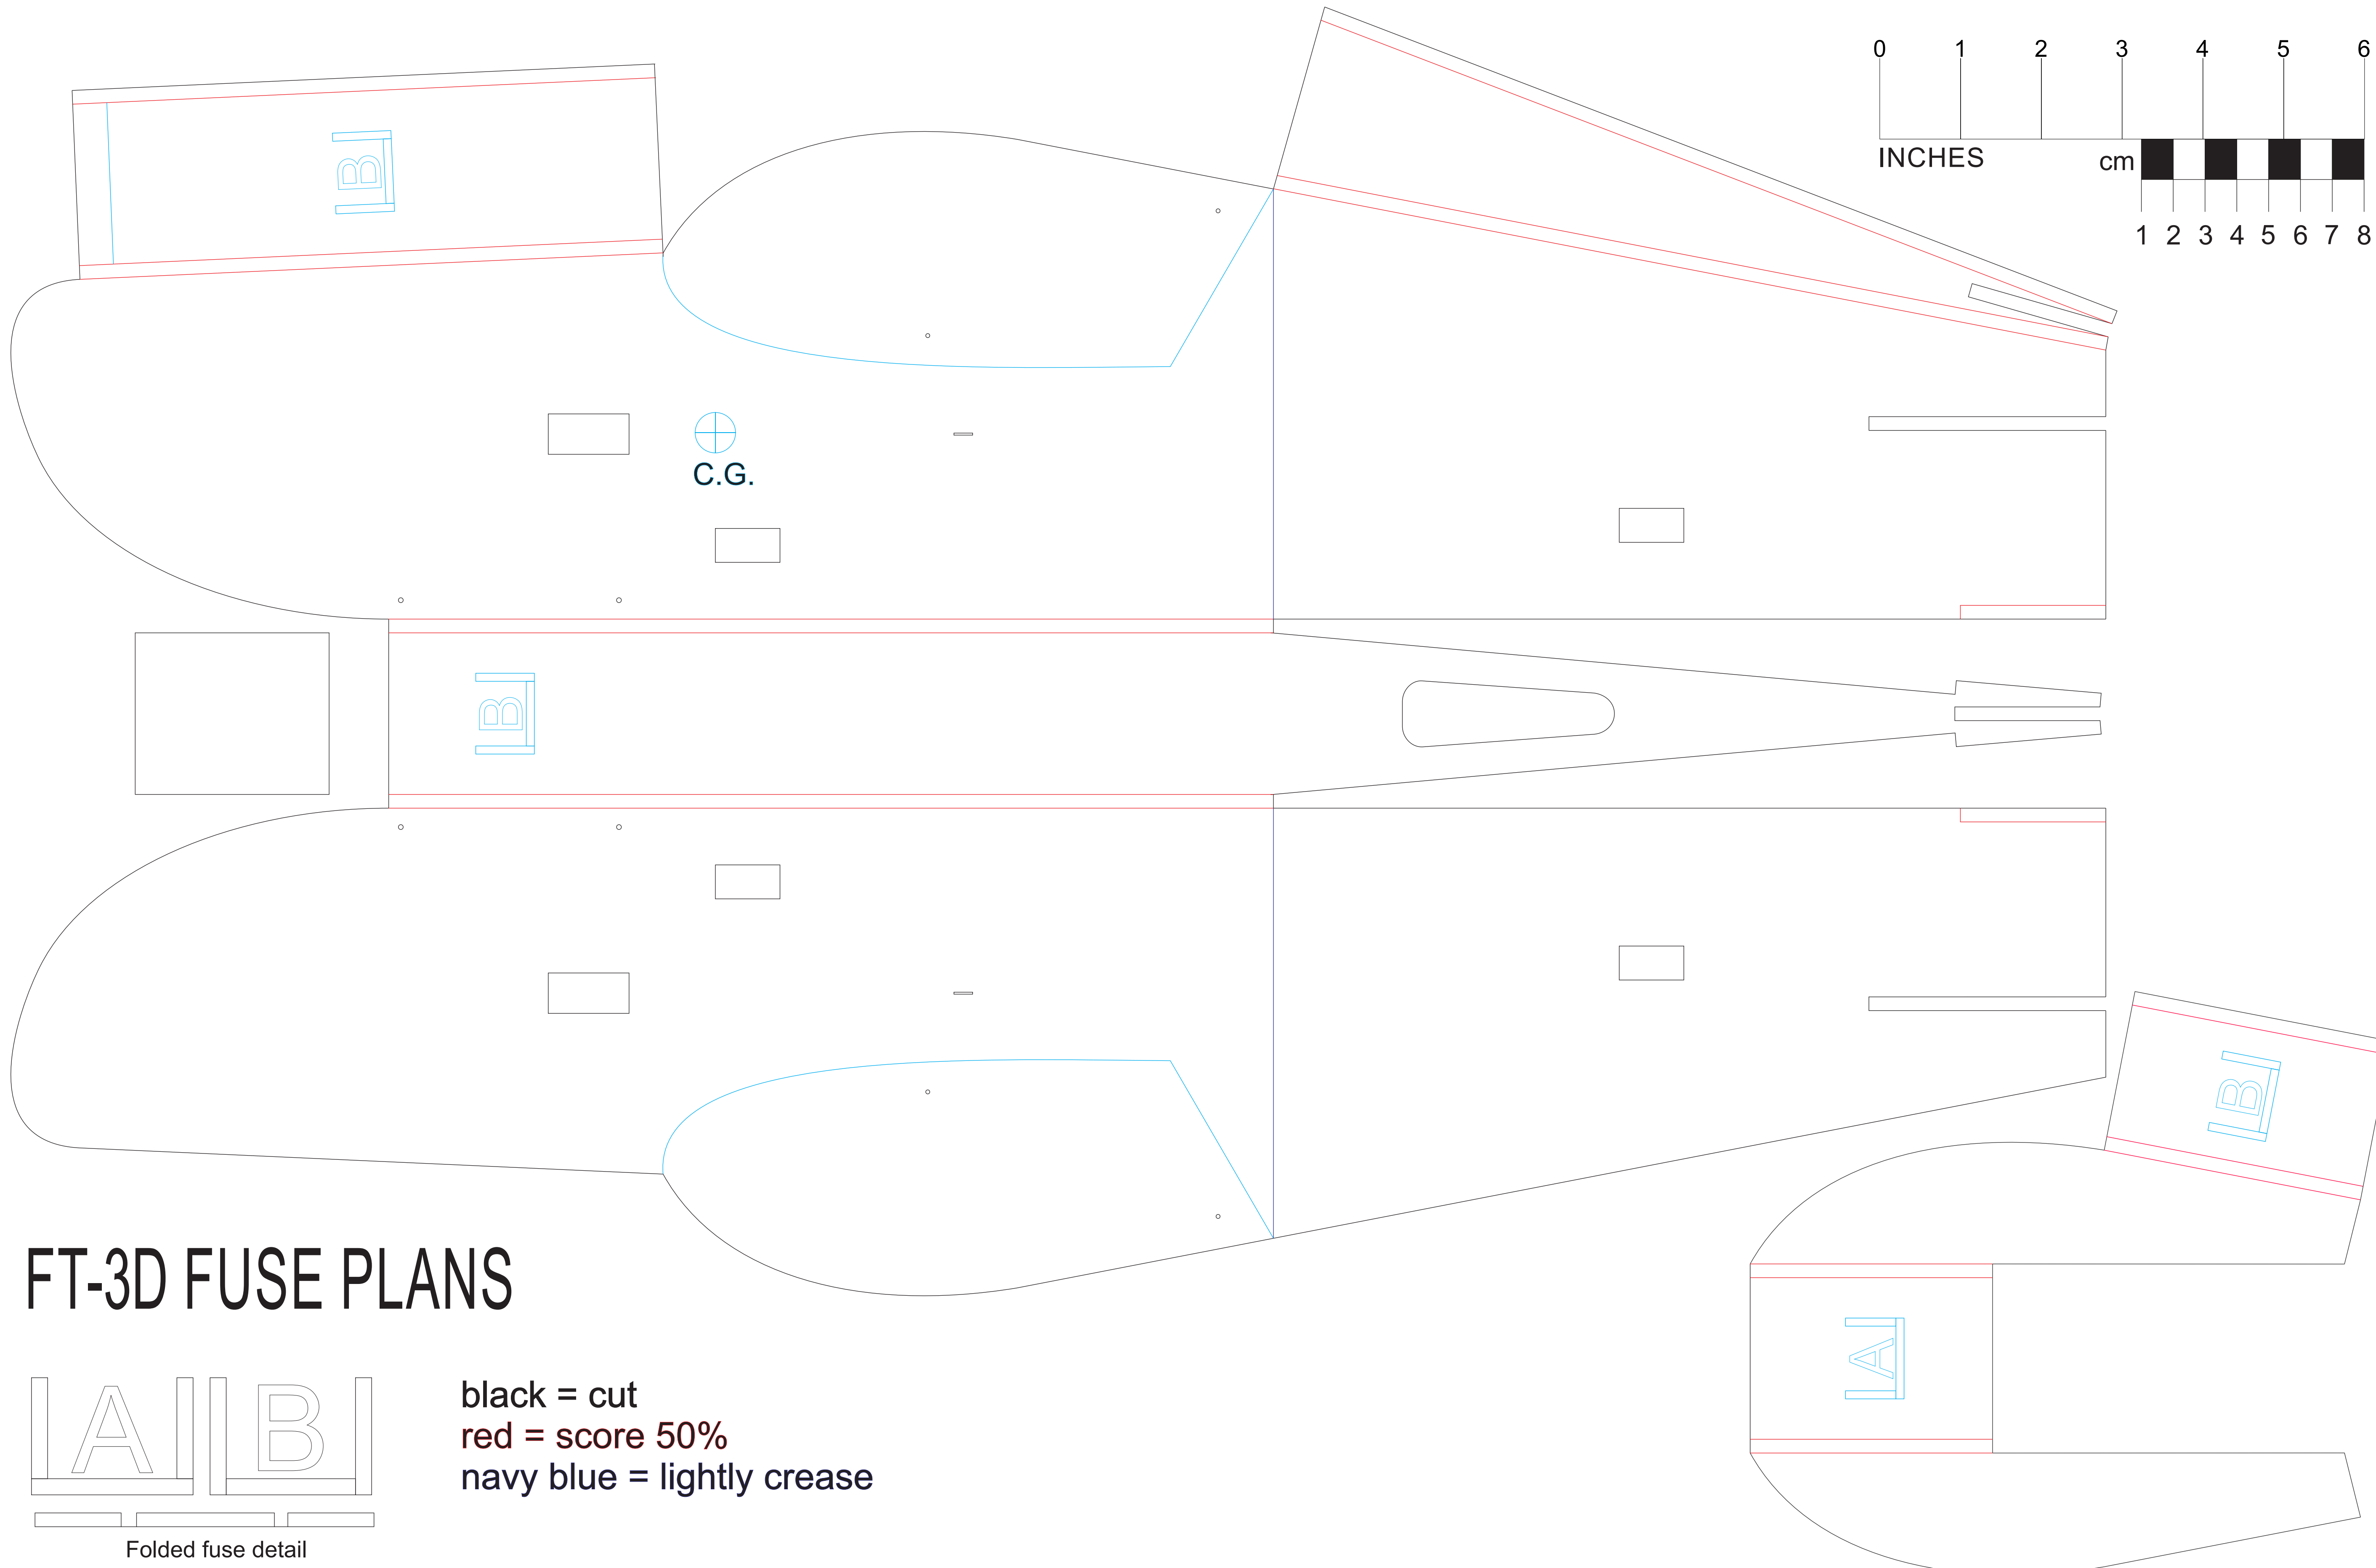 0 1 2 3 4 5 6
INCHES
cm
1 2 3 4 5 6 7 8
B
C.G.
B
B
A
FT-3D FUSE PLANS
A B
black = cut
red = score 50%
navy blue = lightly crease
Folded fuse detail